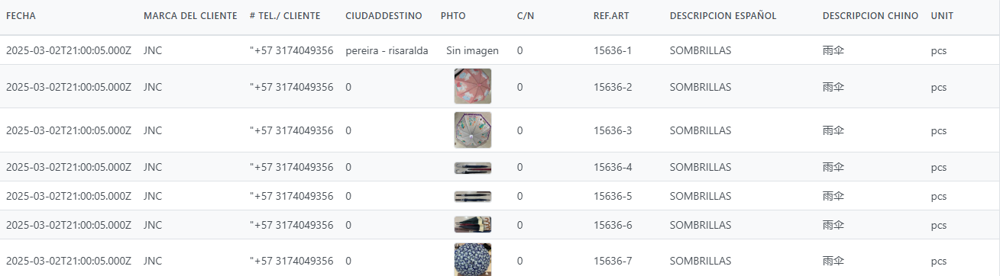 FECHA MARCA DEL CLIENTE # TEL./ CLIENTE CIUDADDESTINO PHTO C/N REF.ART DESCRIPCION ESPAÑOL DESCRIPCION CHINO UNIT
2025-03-02T21:00:05.000Z JNC "+57 3174049356 pereira - risaralda Sin imagen 0 15636-1 SOMBRILLAS 雨伞 pcs
2025-03-02T21:00:05.000Z JNC "+57 3174049356 0 0 15636-2 SOMBRILLAS 雨伞 pcs
2025-03-02T21:00:05.000Z JNC "+57 3174049356 0 0 15636-3 SOMBRILLAS 雨伞 pcs
2025-03-02T21:00:05.000Z JNC "+57 3174049356 0 0 15636-4 SOMBRILLAS 雨伞 pcs
2025-03-02T21:00:05.000Z JNC "+57 3174049356 0 0 15636-5 SOMBRILLAS 雨伞 pcs
2025-03-02T21:00:05.000Z JNC "+57 3174049356 0 0 15636-6 SOMBRILLAS 雨伞 pcs
2025-03-02T21:00:05.000Z JNC "+57 3174049356 0 0 15636-7 SOMBRILLAS 雨伞 pcs